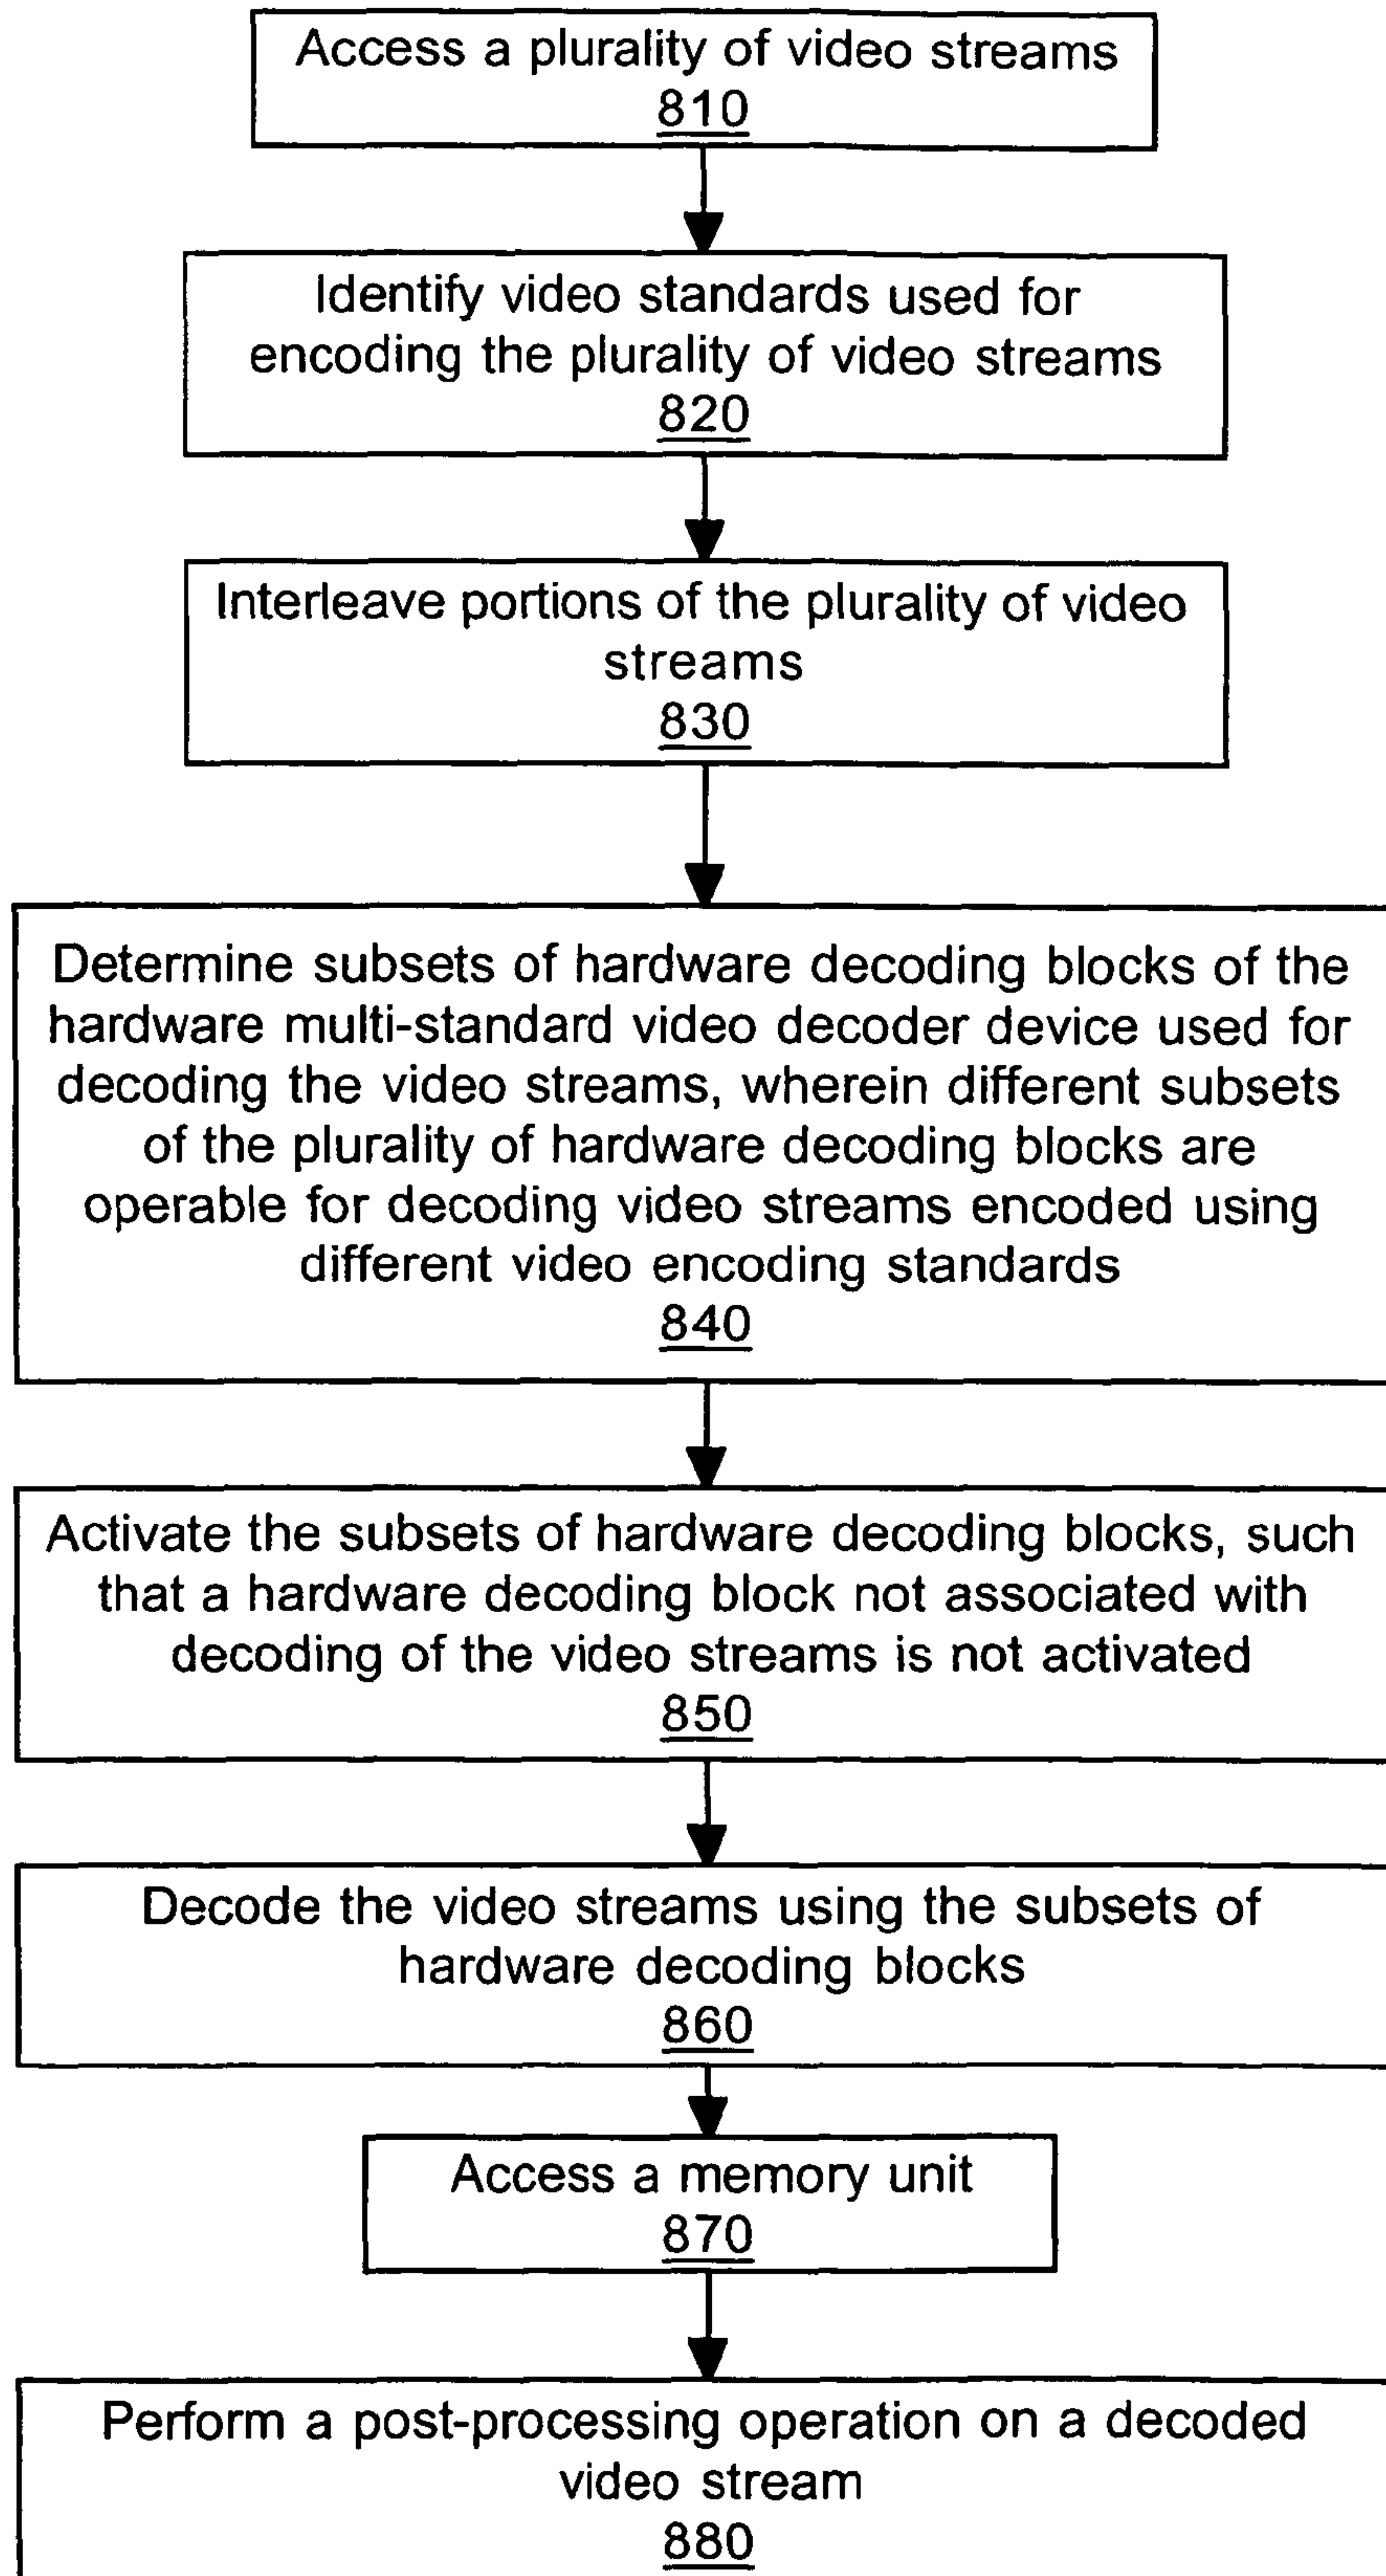 Access a plurality of video streams
810
Identify video standards used for
encoding the plurality of video streams
820
Interleave portions of the plurality of video
streams
830
Determine subsets of hardware decoding blocks of the
hardware multi-standard video decoder device used for
decoding the video streams, wherein different subsets
of the plurality of hardware decoding blocks are
operable for decoding video streams encoded using
different video encoding standards
840
Activate the subsets of hardware decoding blocks, such
that a hardware decoding block not associated with
decoding of the video streams is not activated
850
Decode the video streams using the subsets of
hardware decoding blocks
860
Access a memory unit
870
Perform a post-processing operation on a decoded
video stream
880